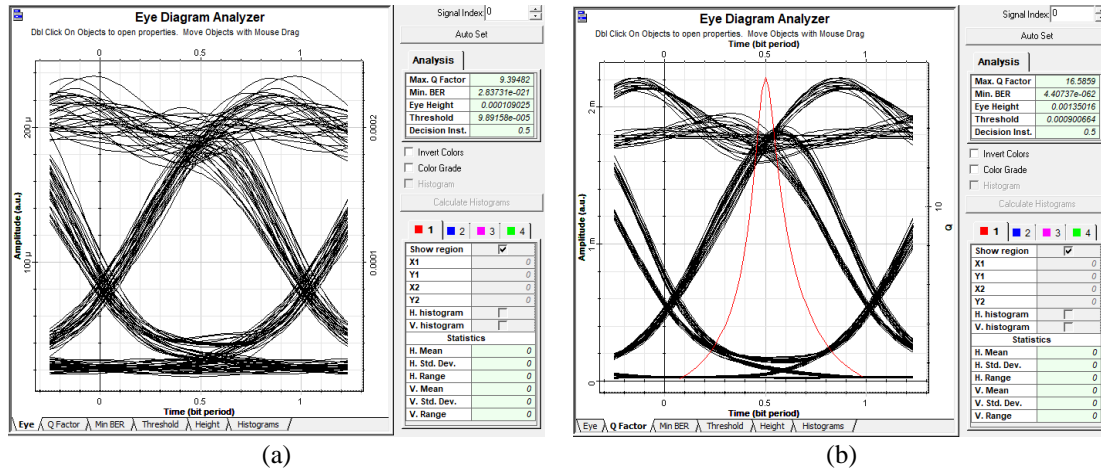 Eye Diagram Analyzer
Dbl Click On Objects to open properties. Move Objects with Mouse Drag
0 0.5 1
Amplitude (a.u.)
200 µ
100 µ
0.0002
0.0001
0 0.5 1
Time (bit period)
Eye Q Factor Min BER Threshold Height Histograms
Signal Index: 0
Auto Set
Analysis
Max. Q Factor 9.39482
Min. BER 2.83731e-021
Eye Height 0.000109025
Threshold 9.89158e-005
Decision Inst. 0.5
Invert Colors
Color Grade
Histogram
Calculate Histograms
1 2 3 4
Show region
X1 0
Y1 0
X2 0
Y2 0
H. histogram
V. histogram
Statistics
H. Mean 0
H. Std. Dev. 0
H. Range 0
V. Mean 0
V. Std. Dev. 0
V. Range 0
(a)
Eye Diagram Analyzer
Dbl Click On Objects to open properties. Move Objects with Mouse Drag
Time (bit period)
0 0.5 1
Amplitude (a.u.)
2 m
1 m
0
10
Q
0 0.5 1
Time (bit period)
Eye Q Factor Min BER Threshold Height Histograms
Signal Index: 0
Auto Set
Analysis
Max. Q Factor 16.5859
Min. BER 4.40737e-062
Eye Height 0.00135016
Threshold 0.000900664
Decision Inst. 0.5
Invert Colors
Color Grade
Histogram
Calculate Histograms
1 2 3 4
Show region
X1 0
Y1 0
X2 0
Y2 0
H. histogram
V. histogram
Statistics
H. Mean 0
H. Std. Dev. 0
H. Range 0
V. Mean 0
V. Std. Dev. 0
V. Range 0
(b)